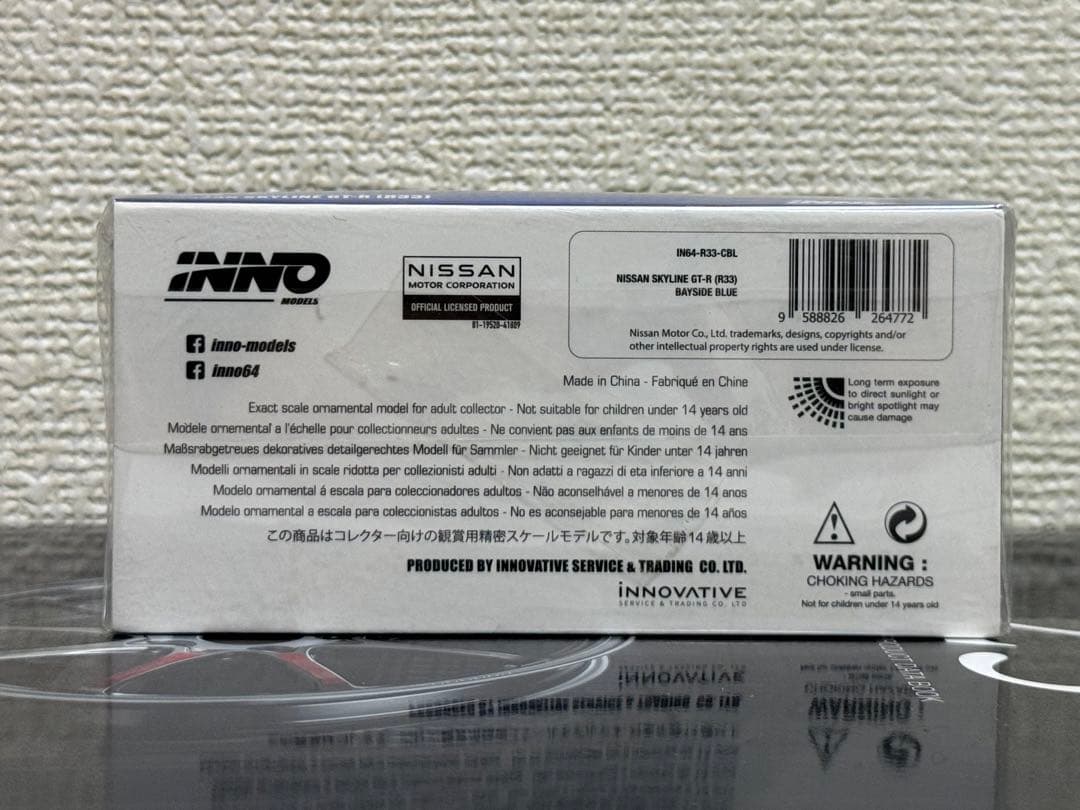 SKYLINE GT-R (R33)
INNO
MODELS
inno-models
inno64
NISSAN
MOTOR CORPORATION
OFFICIAL LICENSED PRODUCT
01-19520-41609
IN64-R33-CBL
NISSAN SKYLINE GT-R (R33)
BAYSIDE BLUE
9 588826 264772
Nissan Motor Co., Ltd. trademarks, designs, copyrights and/or
other intellectual property rights are used under license.
Made in China - Fabriqué en Chine
Long term exposure
to direct sunlight or
bright spotlight may
cause damage
Exact scale ornamental model for adult collector - Not suitable for children under 14 years old
Modele ornemental a l'échelle pour collectionneurs adultes - Ne convient pas aux enfants de moins de 14 ans
Maßsrabgetreues dekoratives detailgerechtes Modell für Sammler - Nicht geeignet für Kinder unter 14 jahren
Modelli ornamentali in scale ridotta per collezionisti adulti - Non adatti a ragazzi di eta inferiore a 14 anni
Modelo ornamental á escala para coleccionadores adultos - Não aconselhável a menores de 14 anos
Modelo ornamental a escala para coleccionistas adultos - No es aconsejable para menores de 14 años
この商品はコレクター向けの観賞用精密スケールモデルです。対象年齢14歳以上
PRODUCED BY INNOVATIVE SERVICE & TRADING CO. LTD.
INNOVATIVE
SERVICE & TRADING CO. LTD
WARNING :
CHOKING HAZARDS
- small parts.
Not for children under 14 years old
DATA BOOK